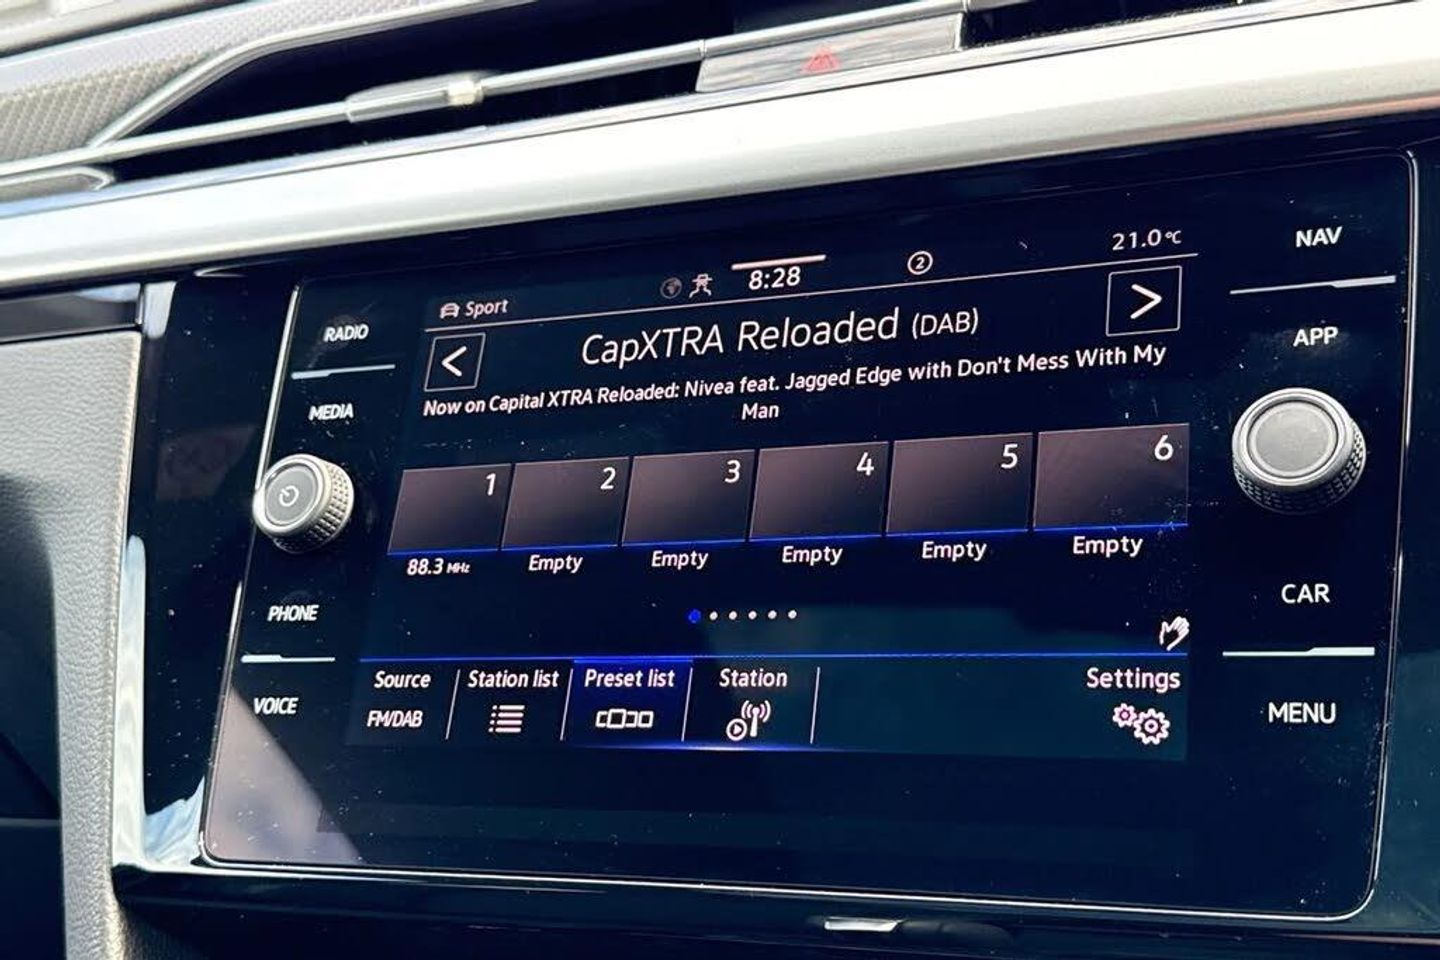 21.0°C
8:28
2
Sport
CapXTRA Reloaded (DAB)
Now on Capital XTRA Reloaded: Nivea feat. Jagged Edge with Don't Mess With My
Man
1 2 3 4 5 6
88.3 MHz Empty Empty Empty Empty Empty
Source Station list Preset list Station Settings
FM/DAB
RADIO
MEDIA
PHONE
VOICE
NAV
APP
CAR
MENU